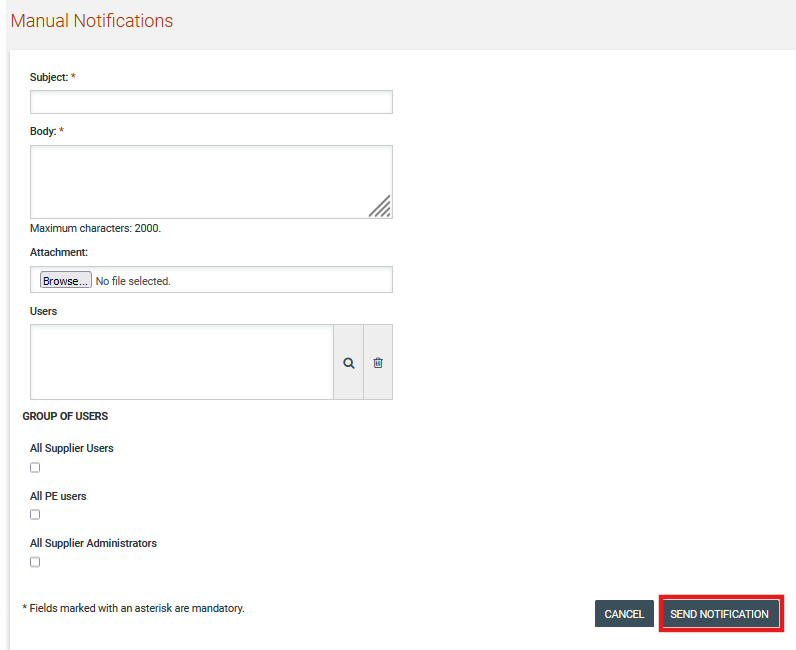 Manual Notifications
Subject: *
Body: *
Maximum characters: 2000.
Attachment:
Browse... No file selected.
Users
GROUP OF USERS
All Supplier Users
All PE users
All Supplier Administrators
* Fields marked with an asterisk are mandatory.
CANCEL SEND NOTIFICATION